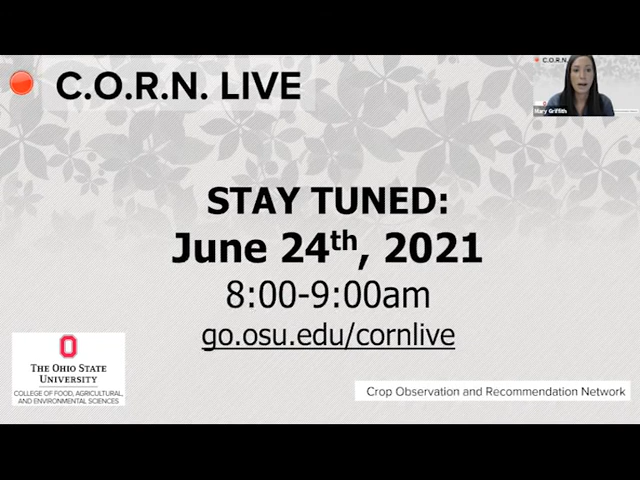 C.O.R.N. LIVE
C.O.R.N.
Mary Griffith
STAY TUNED:
June 24th, 2021
8:00-9:00am
go.osu.edu/cornlive
THE OHIO STATE
UNIVERSITY
COLLEGE OF FOOD, AGRICULTURAL,
AND ENVIRONMENTAL SCIENCES
Crop Observation and Recommendation Network